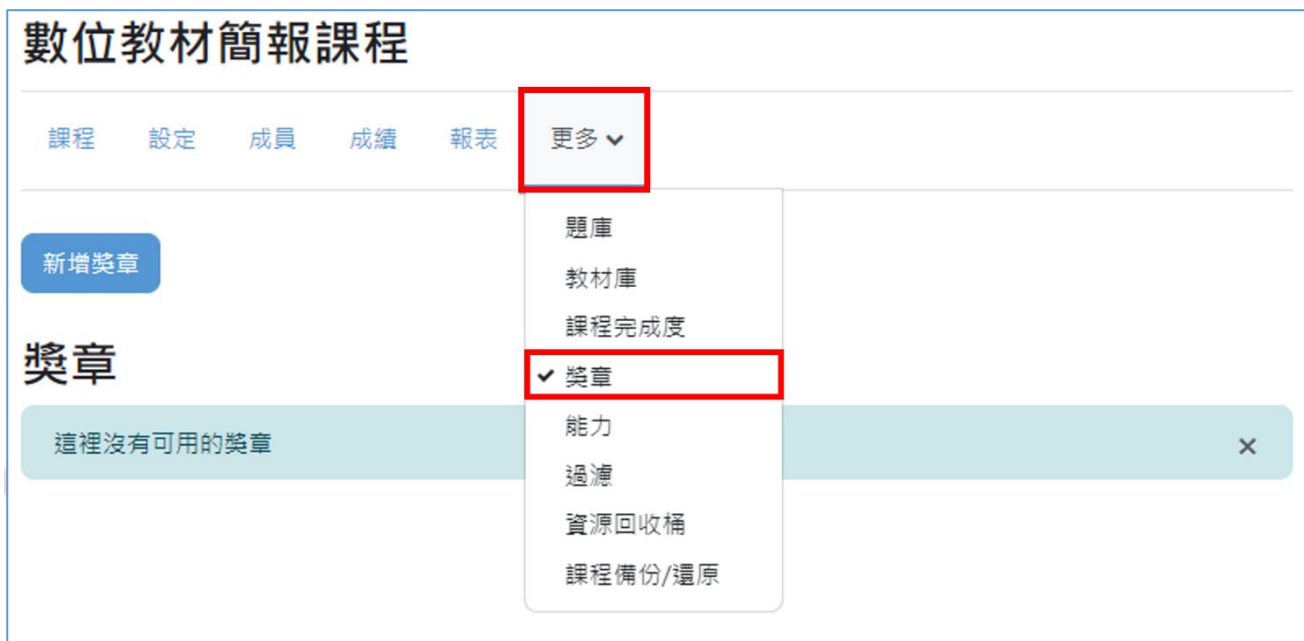 數位教材簡報課程
課程 設定 成員 成績 報表 更多
新增獎章
獎章
這裡沒有可用的獎章
題庫
教材庫
課程完成度
獎章
能力
過濾
資源回收桶
課程備份/還原